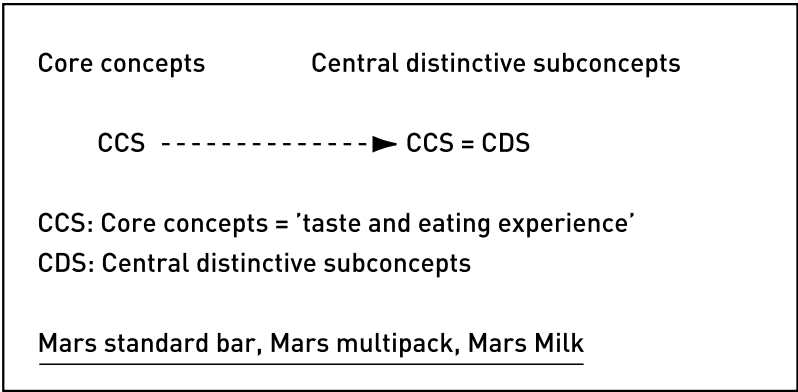 Core concepts Central distinctive subconcepts
CCS CCS = CDS
CCS: Core concepts = ’taste and eating experience’
CDS: Central distinctive subconcepts
Mars standard bar, Mars multipack, Mars Milk